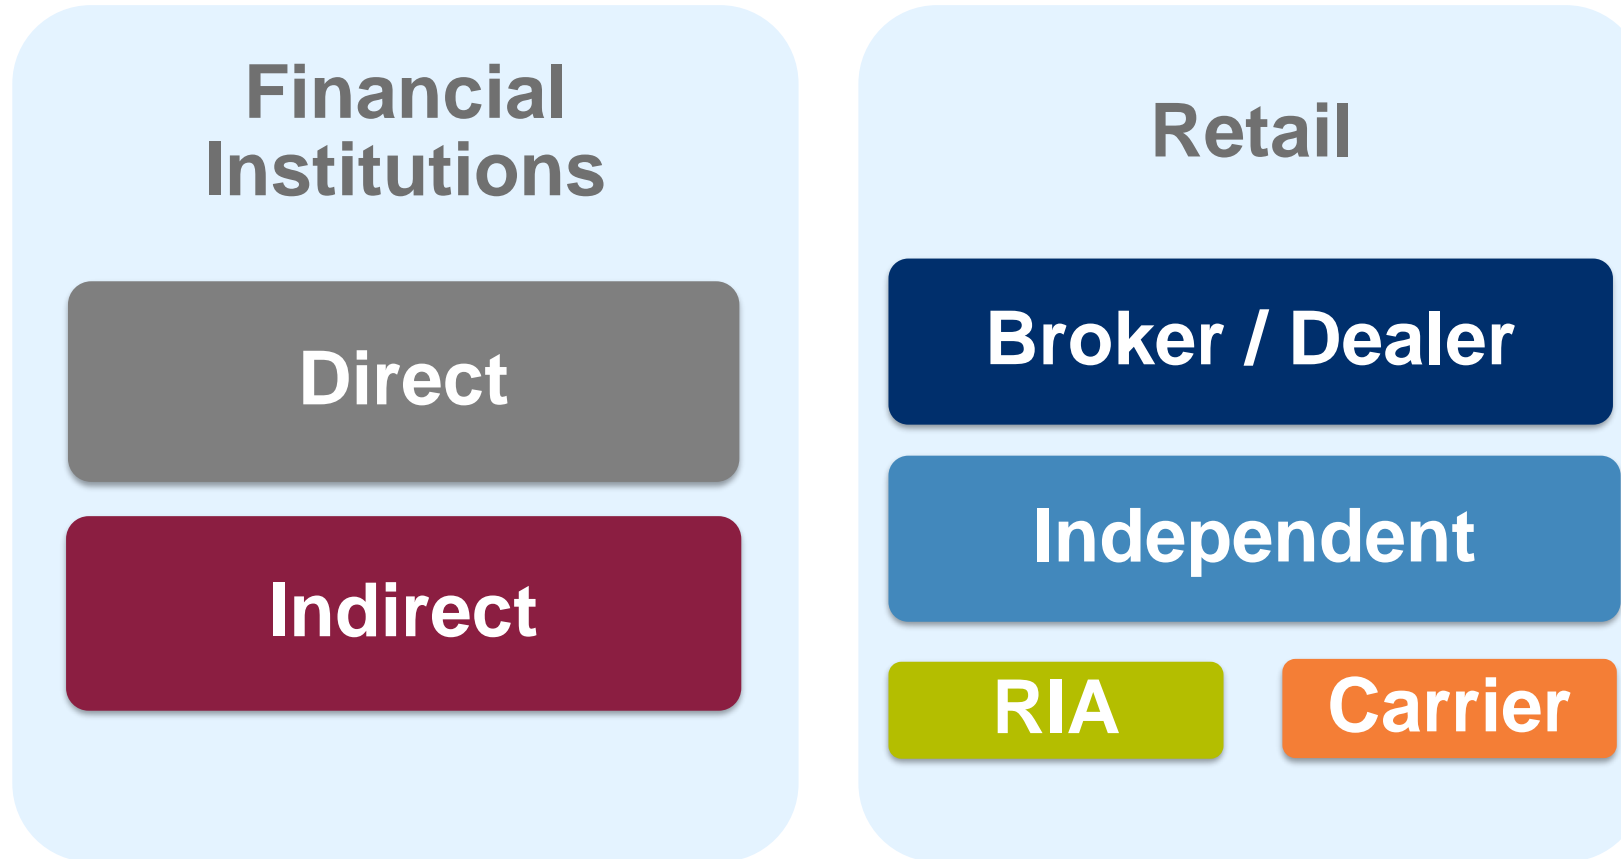 Financial
Institutions
Direct
Indirect
Retail
Broker / Dealer
Independent
RIA
Carrier